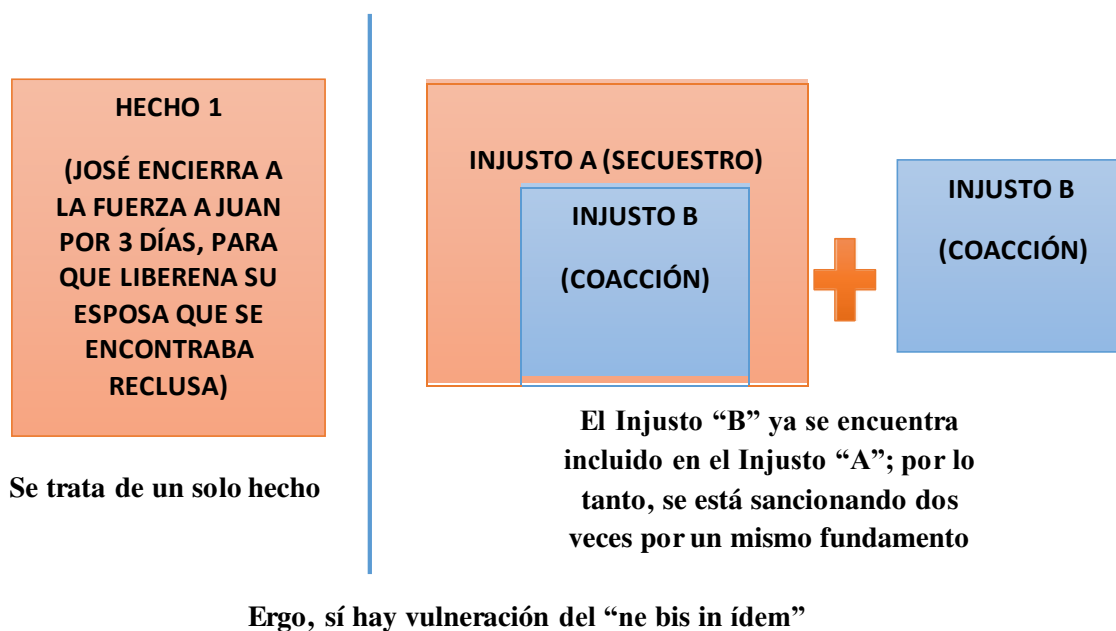 HECHO 1
(JOSÉ ENCIERRA A
LA FUERZA A JUAN
POR 3 DÍAS, PARA
QUE LIBERENA SU
ESPOSA QUE SE
ENCONTRABA
RECLUSA)
Se trata de un solo hecho
INJUSTO A (SECUESTRO)
INJUSTO B
(COACCIÓN)
INJUSTO B
(COACCIÓN)
El Injusto “B” ya se encuentra
incluido en el Injusto “A”; por lo
tanto, se está sancionando dos
veces por un mismo fundamento
Ergo, sí hay vulneración del “ne bis in ídem”